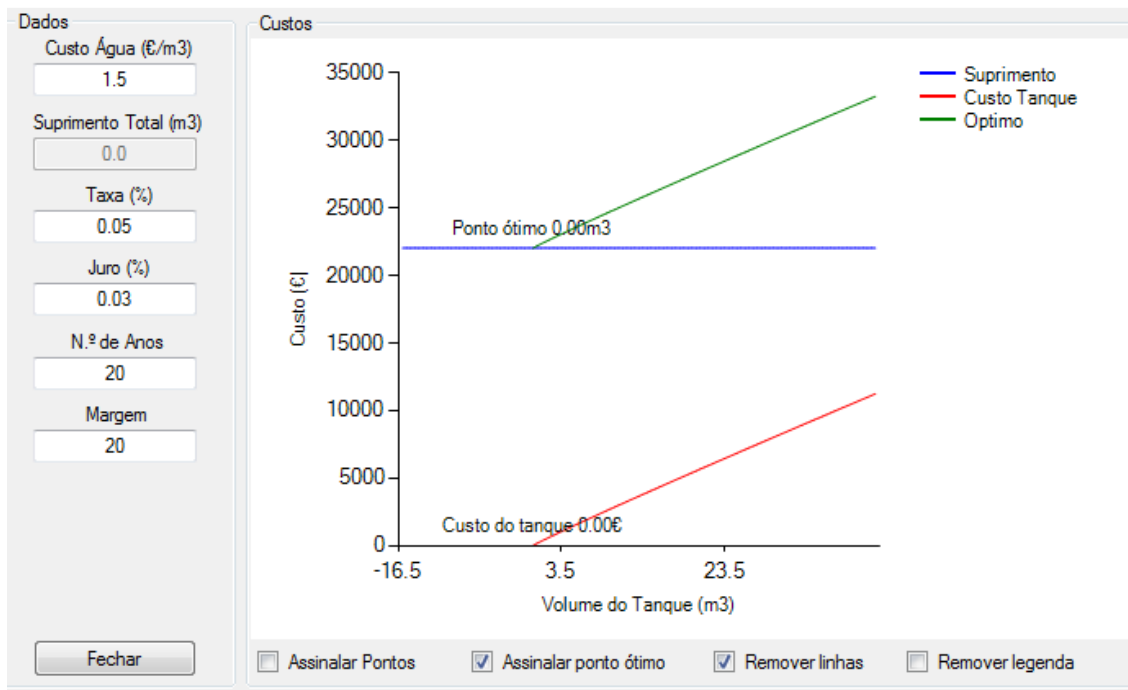 Dados
Custo Água (€/m3)
1.5
Suprimento Total (m3)
0.0
Taxa (%)
0.05
Juro (%)
0.03
N.º de Anos
20
Margem
20
Fechar
Custos
35000
30000
25000
20000
15000
10000
5000
0
Custo [€]
Ponto ótimo 0.00m3
Custo do tanque 0.00€
-16.5 3.5 23.5
Volume do Tanque (m3)
Suprimento
Custo Tanque
Optimo
Assinalar Pontos Assinalar ponto ótimo Remover linhas Remover legenda